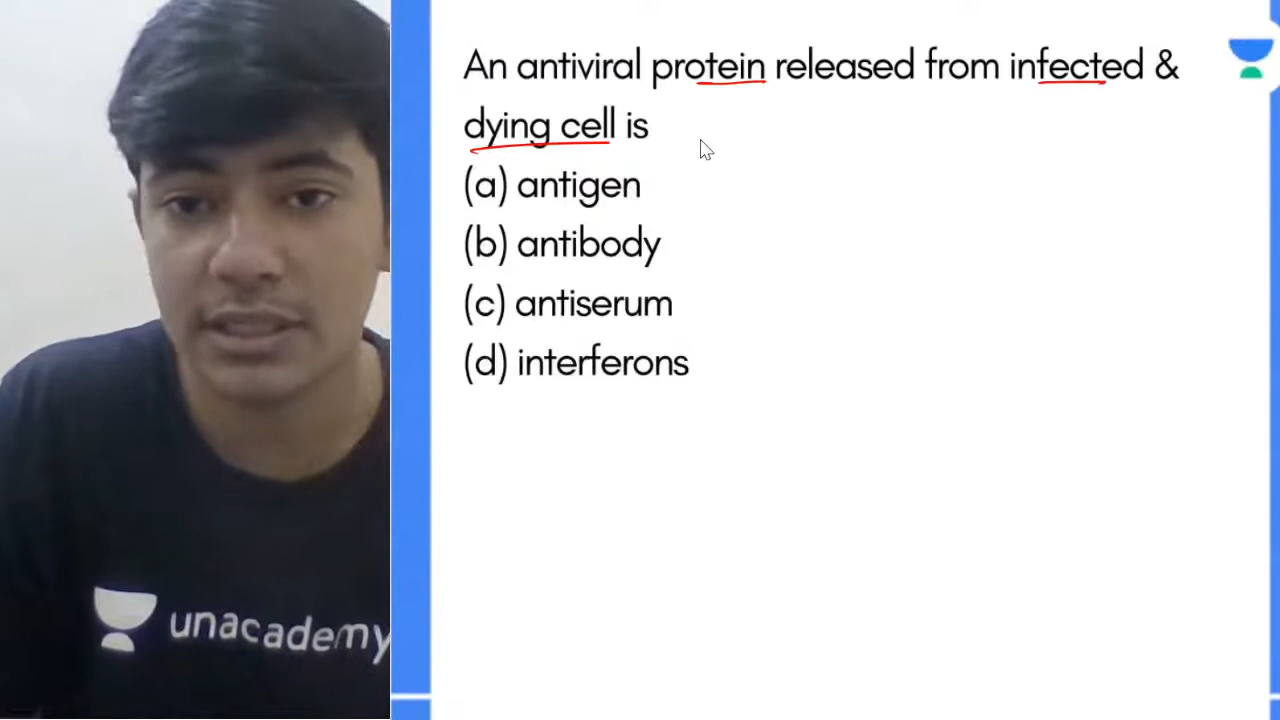 An antiviral protein released from infected &
dying cell is
(a) antigen
(b) antibody
(c) antiserum
(d) interferons
unacademy